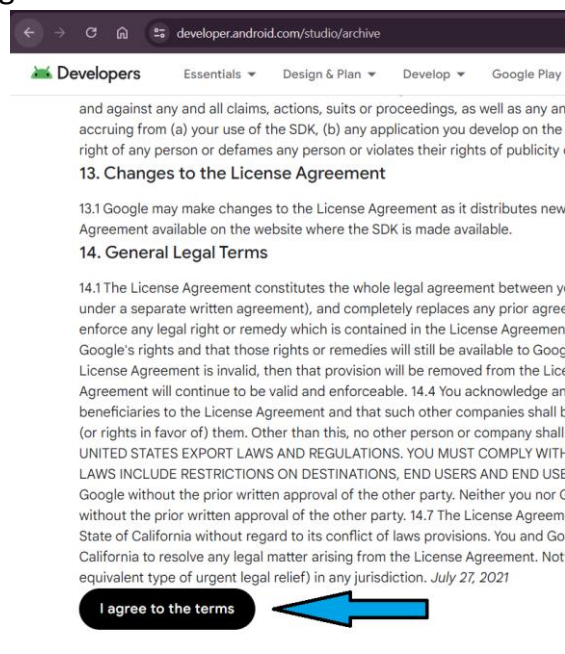 developer.android.com/studio/archive
Developers Essentials Design & Plan Develop Google Play
and against any and all claims, actions, suits or proceedings, as well as any an
accruing from (a) your use of the SDK, (b) any application you develop on the
right of any person or defames any person or violates their rights of publicity
13. Changes to the License Agreement
13.1 Google may make changes to the License Agreement as it distributes new
Agreement available on the website where the SDK is made available.
14. General Legal Terms
14.1 The License Agreement constitutes the whole legal agreement between
under a separate written agreement), and completely replaces any prior
enforce any legal right or remedy which is contained in the License Agreemen
Google's rights and that those rights or remedies will still be available to
License Agreement is invalid, then that provision will be removed from the
Agreement will continue to be valid and enforceable. 14.4 You acknowledge
beneficiaries to the License Agreement and that such other companies shall
(or rights in favor of) them. Other than this, no other person or company shall
UNITED STATES EXPORT LAWS AND REGULATIONS. YOU MUST COMPLY WITH
LAWS INCLUDE RESTRICTIONS ON DESTINATIONS, END USERS AND END USE
Google without the prior written approval of the other party. Neither you nor
without the prior written approval of the other party. 14.7 The License Agreem
State of California without regard to its conflict of laws provisions. You and Go
California to resolve any legal matter arising from the License Agreement. Not
equivalent type of urgent legal relief) in any jurisdiction. July 27, 2021
I agree to the terms